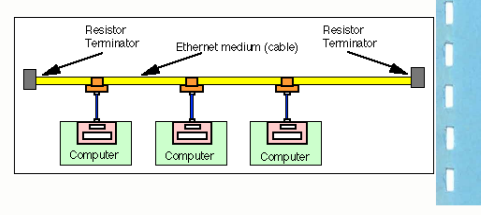 Resistor
Terminator
Ethernet medium (cable)
Resistor
Terminator
Computer
Computer
Computer